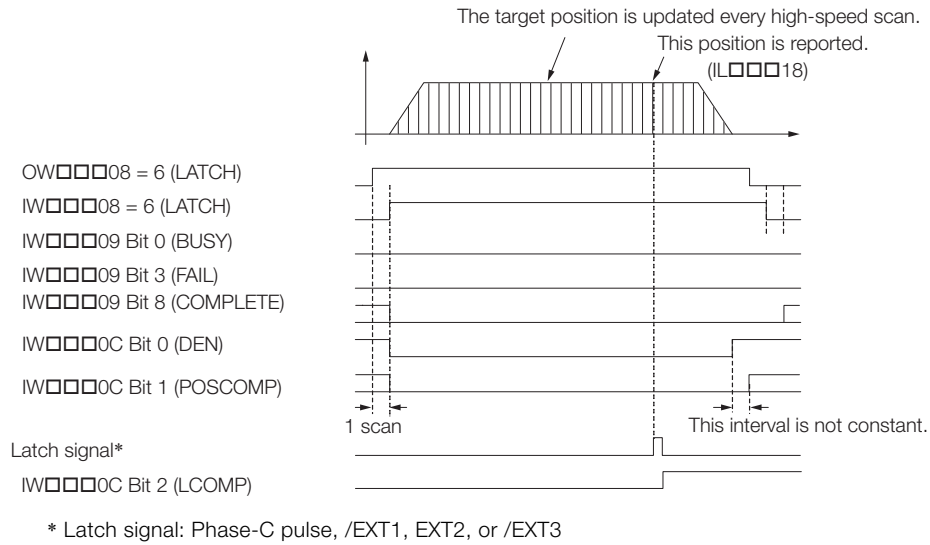 The target position is updated every high-speed scan.
This position is reported.
(IL□□□18)
OW□□□08 = 6 (LATCH)
IW□□□08 = 6 (LATCH)
IW□□□09 Bit 0 (BUSY)
IW□□□09 Bit 3 (FAIL)
IW□□□09 Bit 8 (COMPLETE)
IW□□□0C Bit 0 (DEN)
IW□□□0C Bit 1 (POSCOMP)
1 scan
This interval is not constant.
Latch signal*
IW□□□0C Bit 2 (LCOMP)
* Latch signal: Phase-C pulse, /EXT1, EXT2, or /EXT3